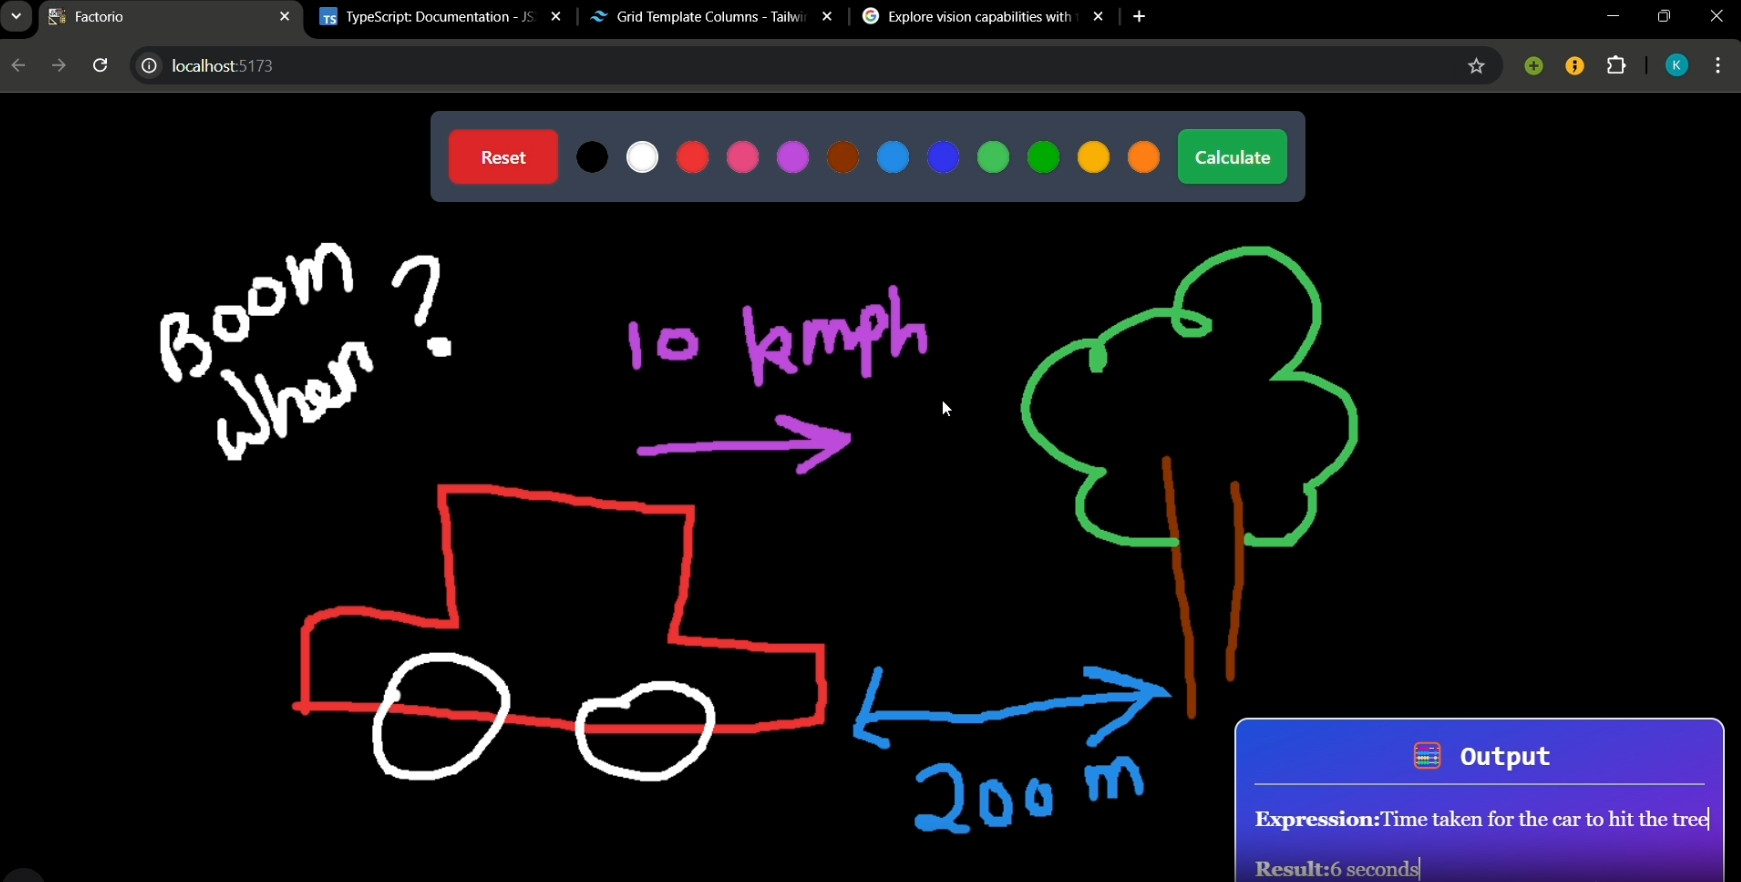 Factorio
TypeScript: Documentation - JS
Grid Template Columns - Tailwi
Explore vision capabilities with
localhost:5173
K
Reset
Calculate
Boom
when ?
10 kmph
200 m
Output
Expression:Time taken for the car to hit the tree
Result:6 seconds